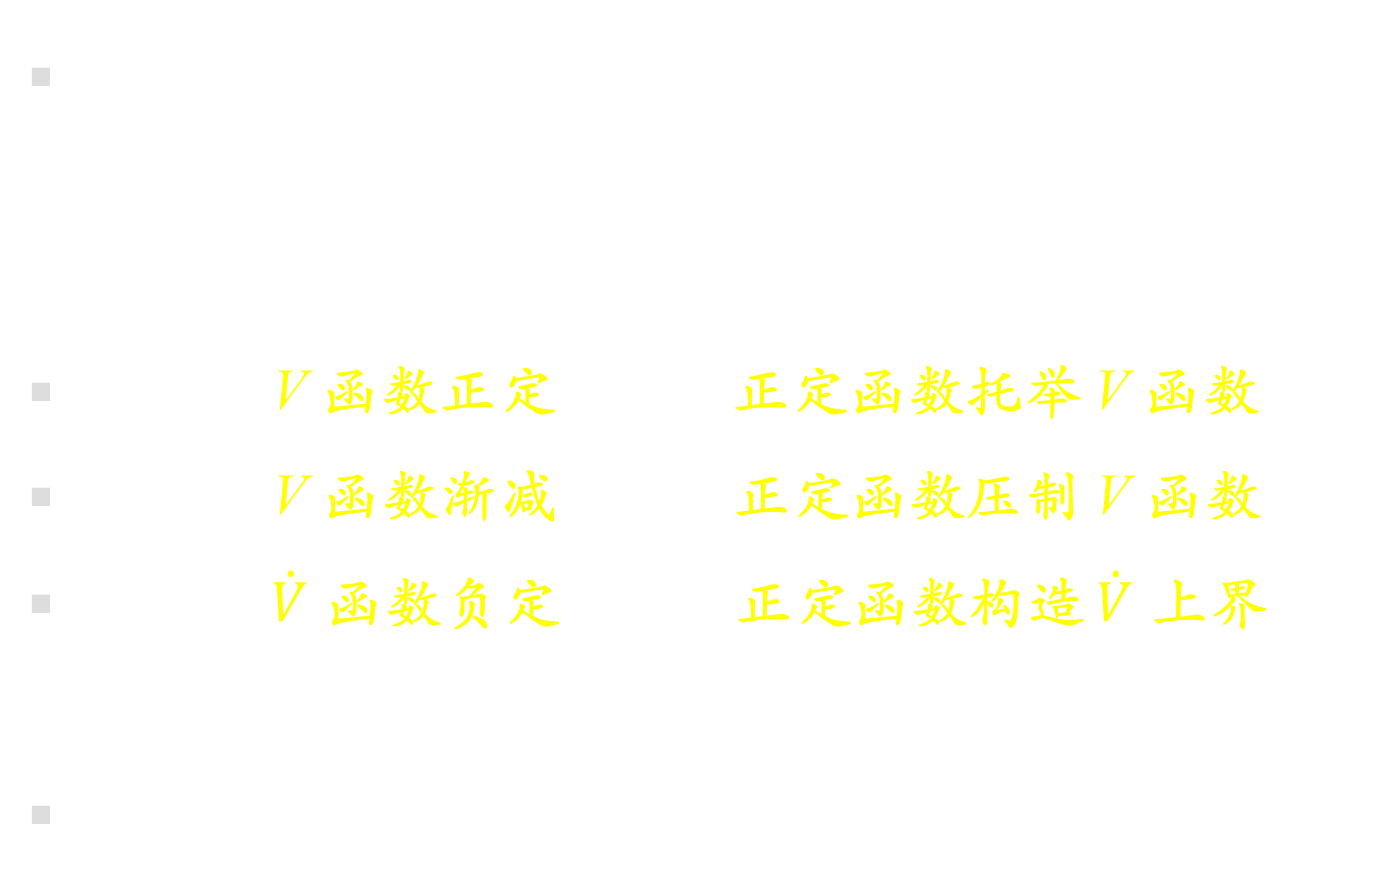 V 函数正定 正定函数托举 V 函数
V 函数渐减 正定函数压制 V 函数
V̇ 函数负定 正定函数构造 V̇ 上界